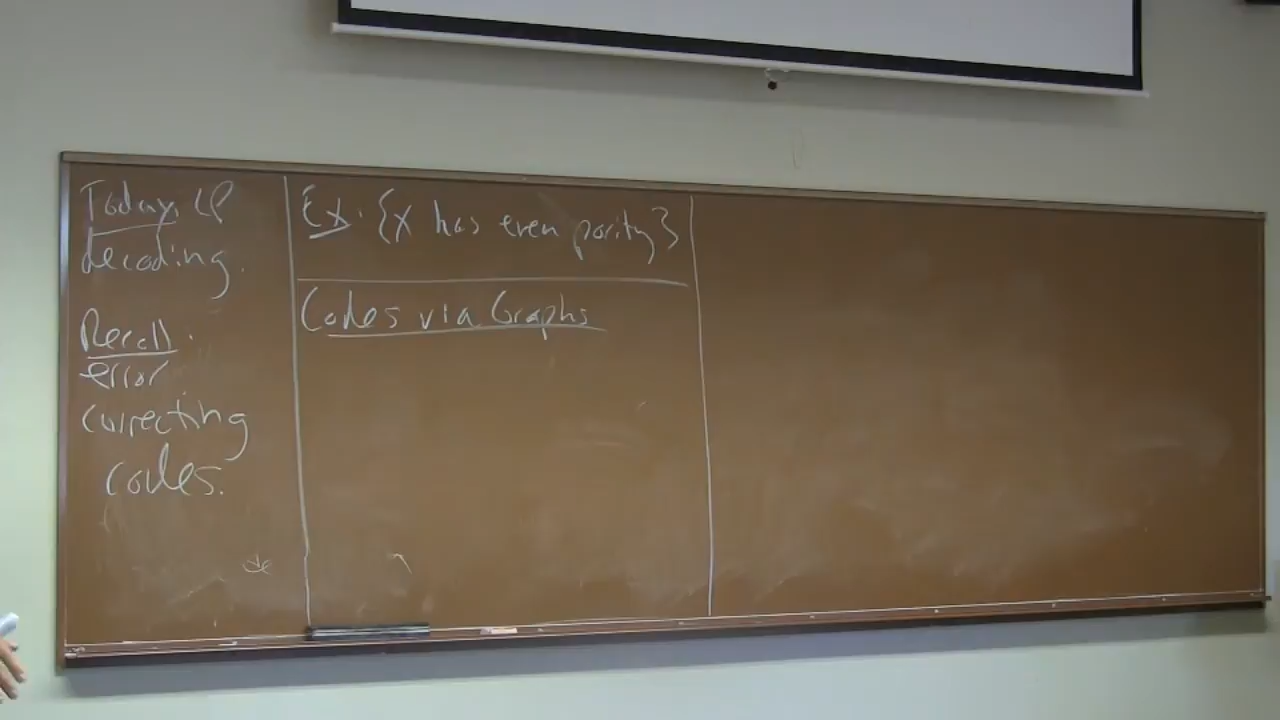 Today: LP
decoding.
Recall:
error
correcting
codes.
Ex: {x has even parity}
Codes via Graphs